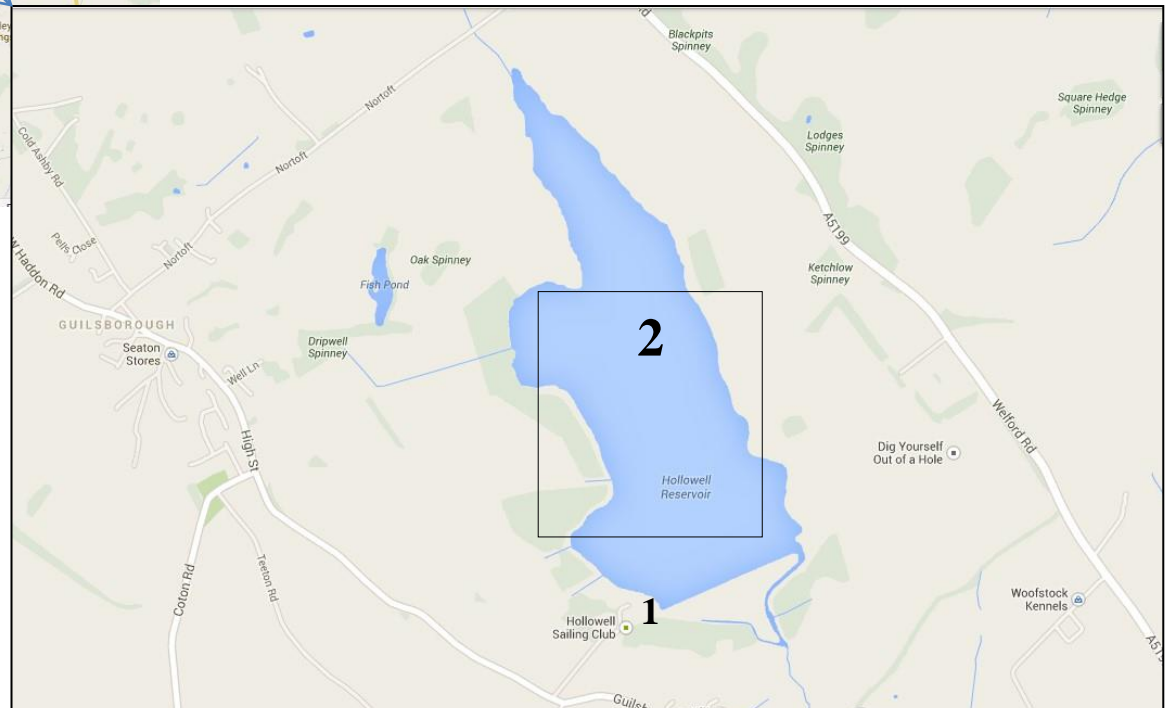 Blackpits
Spinney
Square Hedge
Spinney
Nortoft
Lodges
Spinney
Cold Ashby Rd
Nortoft
A5199
Pells Close
Nortoft
Oak Spinney
Ketchlow
Spinney
W Haddon Rd
Fish Pond
GUILSBOROUGH
2
Seaton
Stores
Dripwell
Spinney
Well Ln
Welford Rd
High St
Dig Yourself
Out of a Hole
Hollowell
Reservoir
Teeton Rd
Coton Rd
Woofstock
Kennels
1
Hollowell
Sailing Club